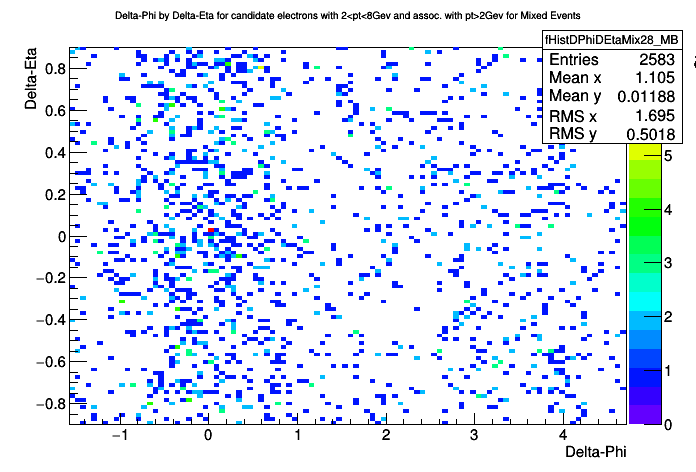 Delta-Phi by Delta-Eta for candidate electrons with 2<pt<8Gev and assoc. with pt>2Gev for Mixed Events
fHistDPhiDEtaMix28_MB
Entries 2583
Mean x 1.105
Mean y 0.01188
RMS x 1.695
RMS y 0.5018
Delta-Eta
0.8
0.6
0.4
0.2
0
−0.2
−0.4
−0.6
−0.8
5
4
3
2
1
0
−1 0 1 2 3 4
Delta-Phi